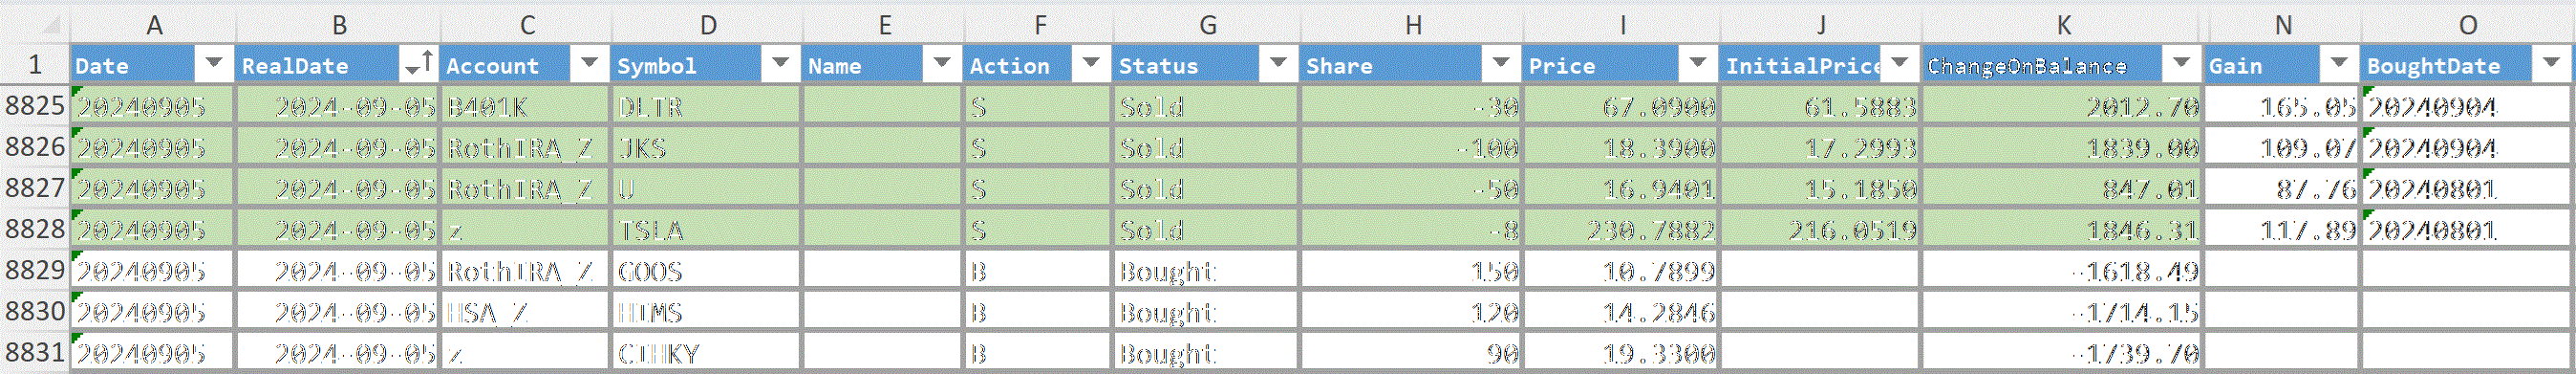 A B C D E F G H I J K N O
1 Date RealDate Account Symbol Name Action Status Share Price InitialPrice ChangeOnBalance Gain BoughtDate
8825 20240905 2024-09-05 B401K DLTR S Sold -30 67.0900 61.5883 2012.70 165.05 20240904
8826 20240905 2024-09-05 RothIRA_Z JKS S Sold -100 18.3900 17.2993 1839.00 109.07 20240904
8827 20240905 2024-09-05 RothIRA_Z U S Sold -50 16.9401 15.1850 847.01 87.76 20240801
8828 20240905 2024-09-05 z TSLA S Sold -8 230.7882 216.0519 1846.31 117.89 20240801
8829 20240905 2024-09-05 RothIRA_Z GOOS B Bought 150 10.7899 -1618.49
8830 20240905 2024-09-05 HSA_Z HIMS B Bought 120 14.2846 -1714.15
8831 20240905 2024-09-05 z CIHKY B Bought 90 19.3300 -1739.70